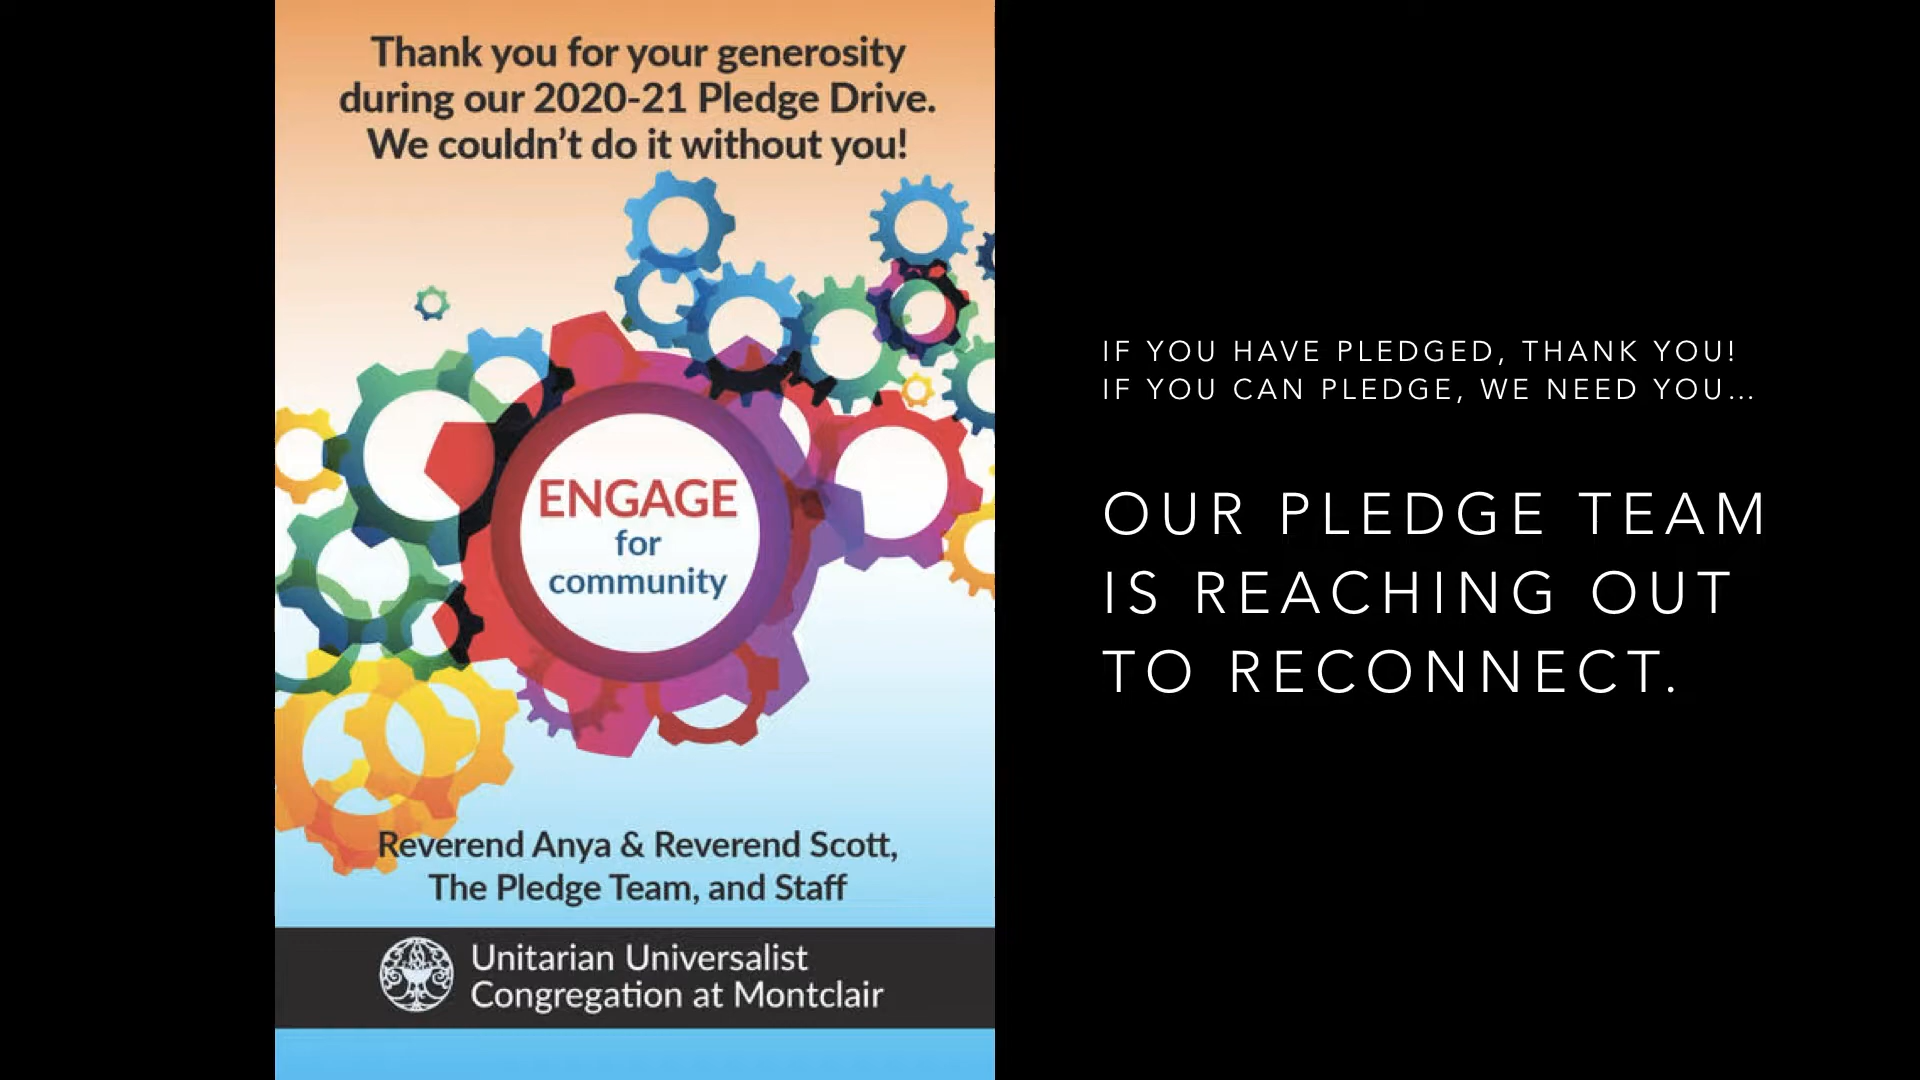 Thank you for your generosity
during our 2020-21 Pledge Drive.
We couldn't do it without you!
ENGAGE
for
community
Reverend Anya & Reverend Scott,
The Pledge Team, and Staff
Unitarian Universalist
Congregation at Montclair
IF YOU HAVE PLEDGED, THANK YOU!
IF YOU CAN PLEDGE, WE NEED YOU…
OUR PLEDGE TEAM
IS REACHING OUT
TO RECONNECT.